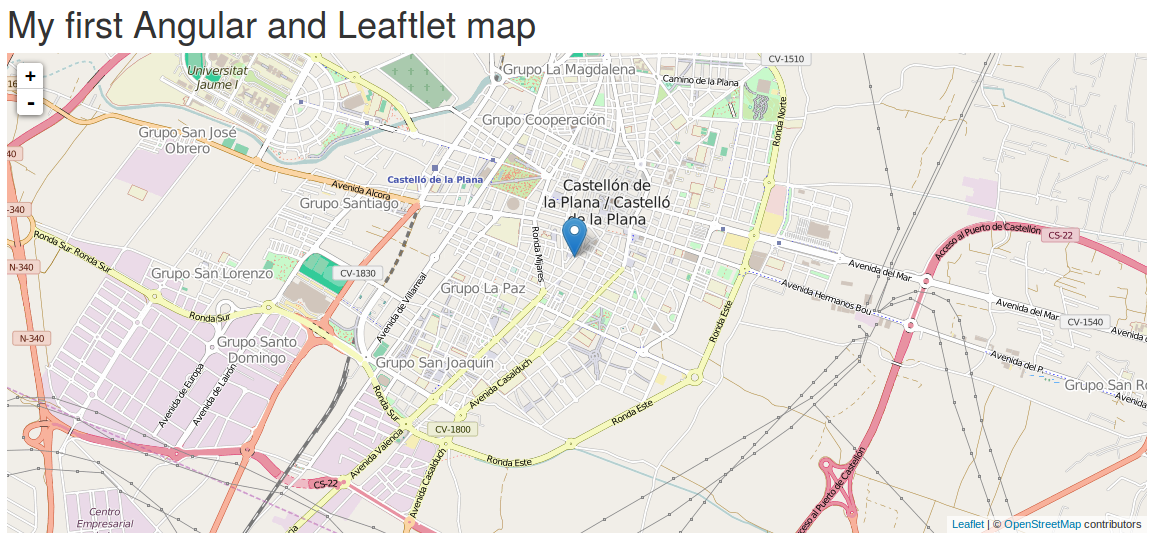 My first Angular and Leaftlet map
+
-
Universitat
Jaume I
Grupo La Magdalena
Camino de la Plana
CV-1510
Grupo Cooperación
Ronda Norte
Grupo San José
Obrero
Castelló de la Plana
Avenida Alcora
Grupo Santiago
Castellón de
la Plana / Castelló
de la Plana
Ronda Mijares
-340
Acceso al Puerto de Castellón
CS-22
Ronda Sur
Ronda Sur
N-340
Grupo San Lorenzo
CV-1830
Avenida del Mar
Avenida Hermanos Bou
Grupo La Paz
Avenida de Villarreal
Ronda Este
Avenida del Mar
CV-1540
Avenida
Ronda Sur
N-340
Grupo Santo
Domingo
Grupo San Joaquin
Avenida del P
Grupo San Ro
Avenida de Europa
Avenida de Lairón
Avenida Casalduch
Ronda Sur
Ronda Este
CV-1800
Avenida Valencia
Ronda Este
Avenida Casalduch
CS-22
cceso al Puerto de Castellón
Centro
Empresarial
Leaflet | © OpenStreetMap contributors